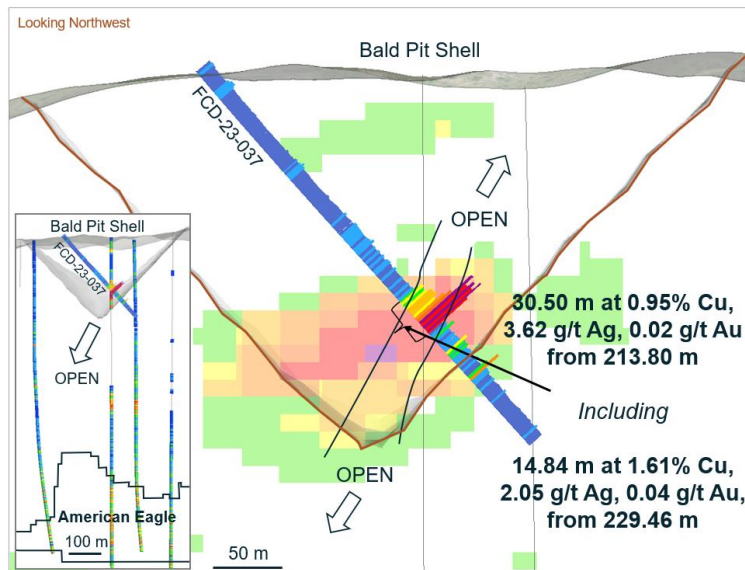 Looking Northwest
Bald Pit Shell
FCD-23-037
OPEN
30.50 m at 0.95% Cu,
3.62 g/t Ag, 0.02 g/t Au
from 213.80 m
Including
14.84 m at 1.61% Cu,
2.05 g/t Ag, 0.04 g/t Au,
from 229.46 m
OPEN
50 m
Bald Pit Shell
FCD-23-037
OPEN
American Eagle
100 m